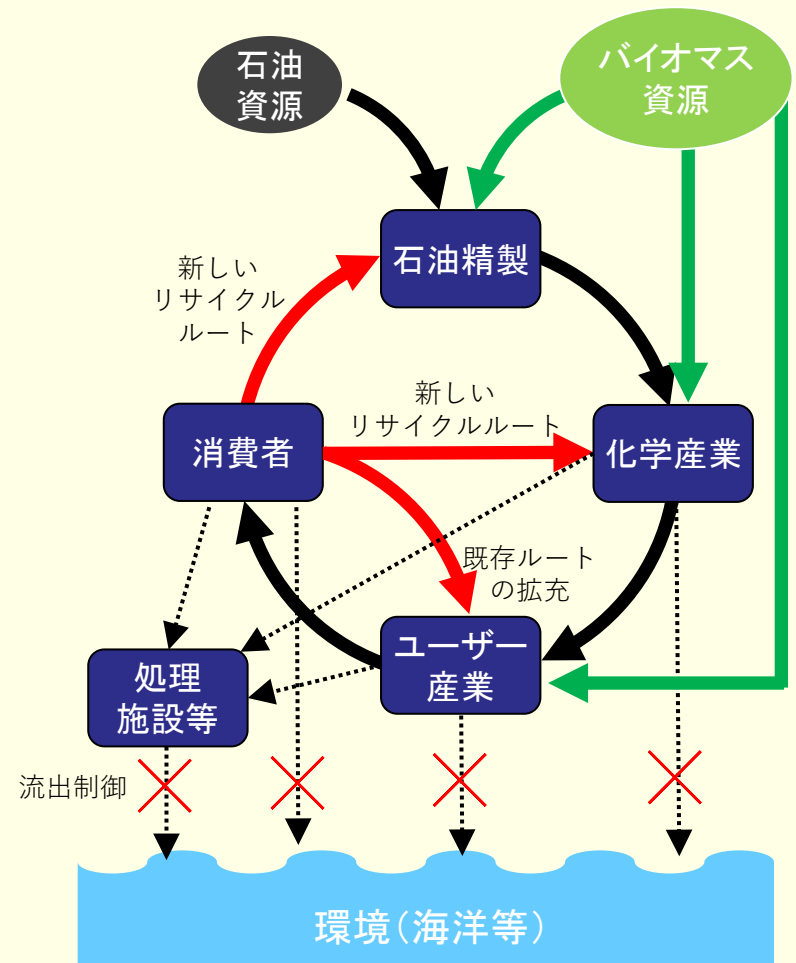 石油
資源
バイオマス
資源
石油精製
新しい
リサイクル
ルート
新しい
リサイクルルート
消費者
化学産業
既存ルート
の拡充
ユーザー
産業
処理
施設等
流出制御
環境(海洋等)